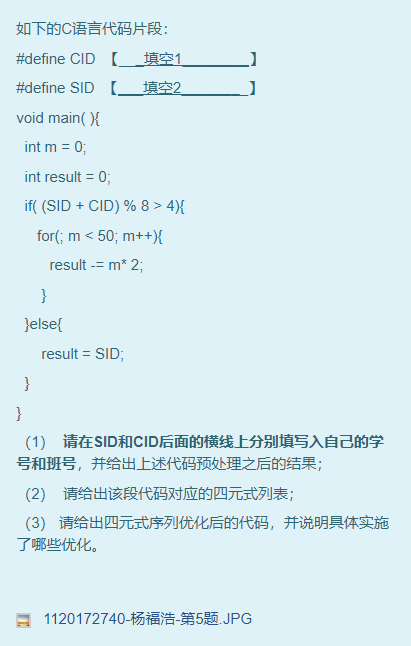 如下的C语言代码片段：
#define CID 【___填空1________】
#define SID 【___填空2________】
void main( ){
int m = 0;
int result = 0;
if( (SID + CID) % 8 > 4){
for(; m < 50; m++){
result -= m* 2;
}
}else{
result = SID;
}
}
（1） 请在SID和CID后面的横线上分别填写入自己的学
号和班号，并给出上述代码预处理之后的结果；
（2） 请给出该段代码对应的四元式列表；
（3） 请给出四元式序列优化后的代码，并说明具体实施
了哪些优化。
1120172740-杨福浩-第5题.JPG